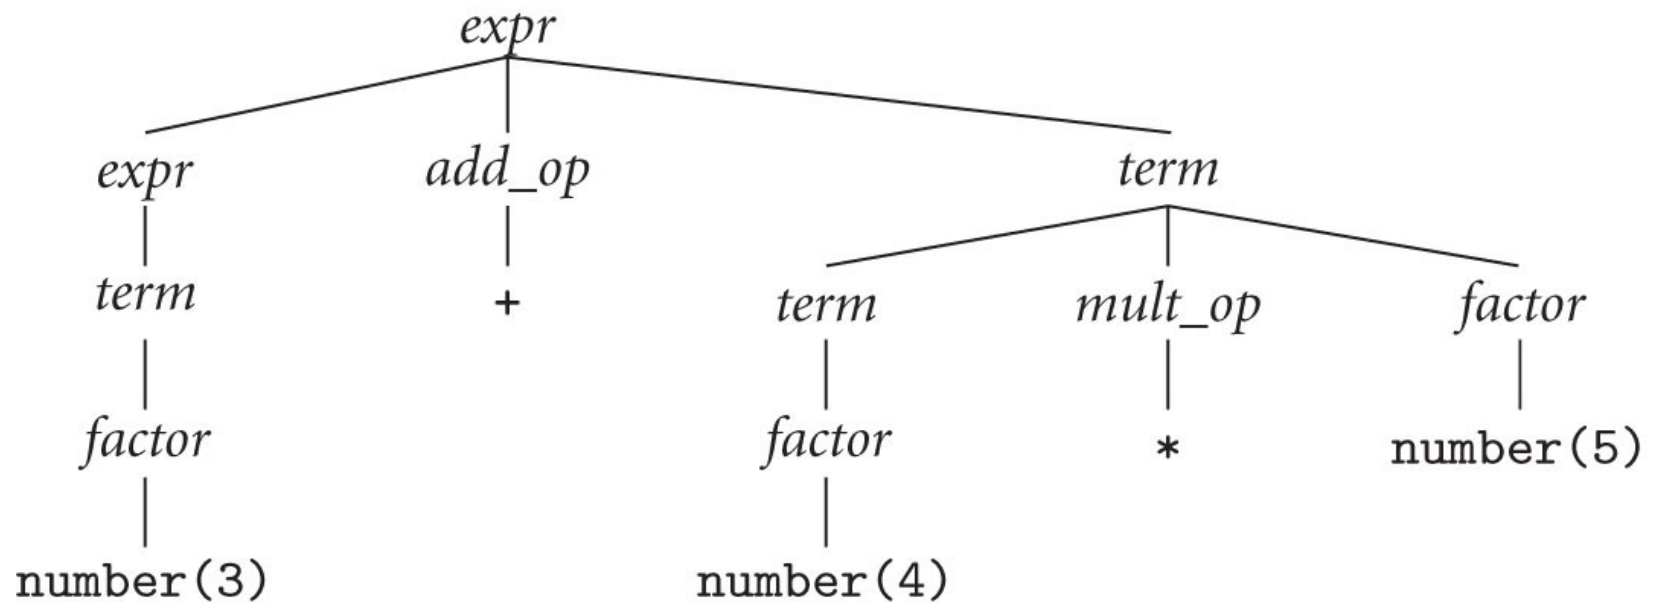 expr
expr add_op term
term + term mult_op factor
factor factor * number(5)
number(3) number(4)